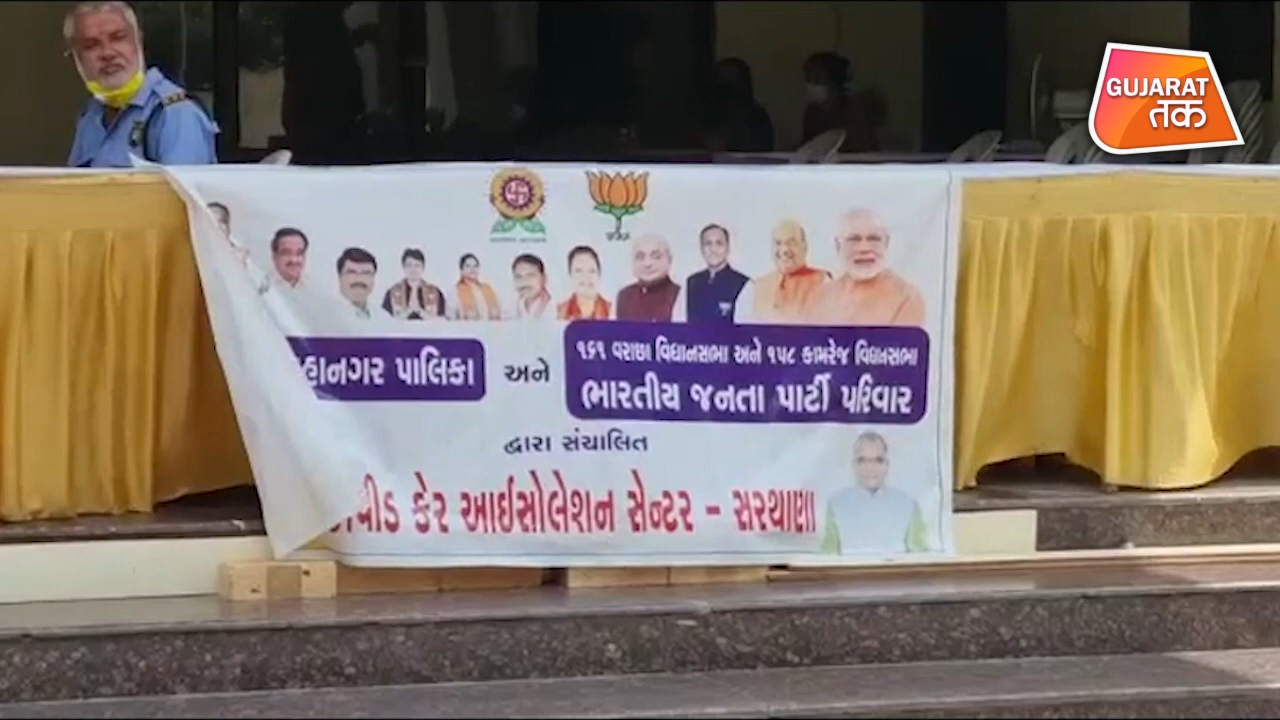 GUJARAT
तक
હાનગર પાલિકા
અને
૧૬૧ વરાછા વિધાનસભા અને ૧૫૮ કામરેજ વિધાનસભા
ભારતીય જનતા પાર્ટી પરિવાર
દ્વારા સંચાલિત
વીડ કેર આઈસોલેશન સેન્ટર - સરથાણા